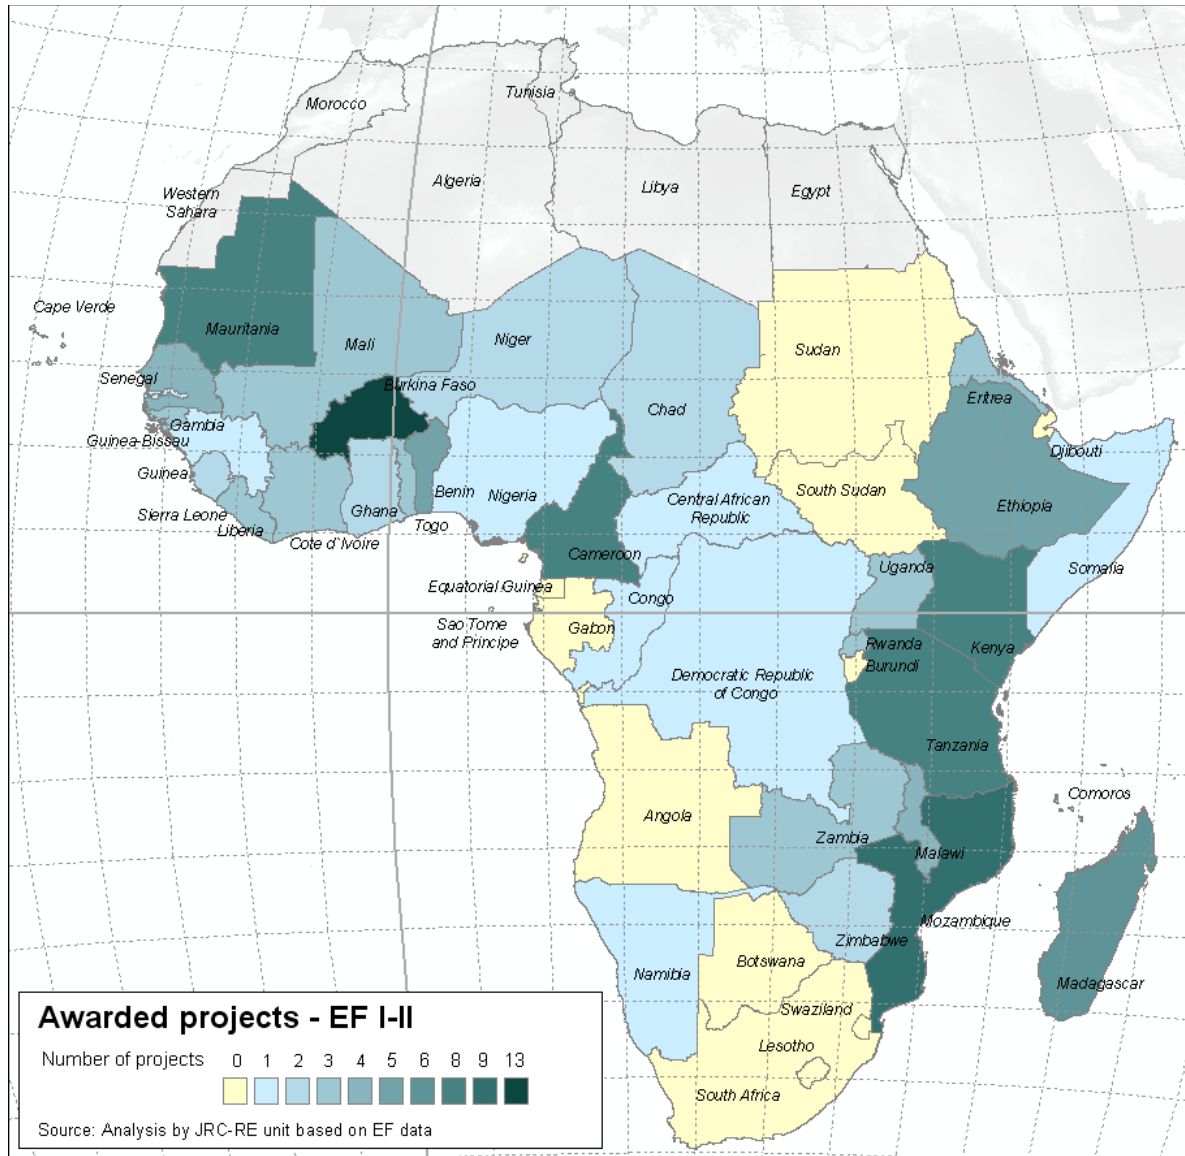 Tunisia
Morocco
Algeria
Libya
Egypt
Western
Sahara
Cape Verde
Mauritania
Mali
Niger
Sudan
Senegal
Burkina Faso
Chad
Eritrea
Gambia
Guinea-Bissau
Djibouti
Guinea
Benin
Nigeria
Central African
Republic
South Sudan
Ethiopia
Sierra Leone
Liberia
Ghana
Togo
Cote d`Ivoire
Cameroon
Uganda
Somalia
Equatorial Guinea
Congo
Sao Tome
and Principe
Gabon
Rwanda
Kenya
Burundi
Democratic Republic
of Congo
Tanzania
Comoros
Angola
Zambia
Malawi
Mozambique
Zimbabwe
Namibia
Botswana
Madagascar
Swaziland
Lesotho
South Africa
Awarded projects - EF I-II
Number of projects 0 1 2 3 4 5 6 8 9 13
Source: Analysis by JRC-RE unit based on EF data